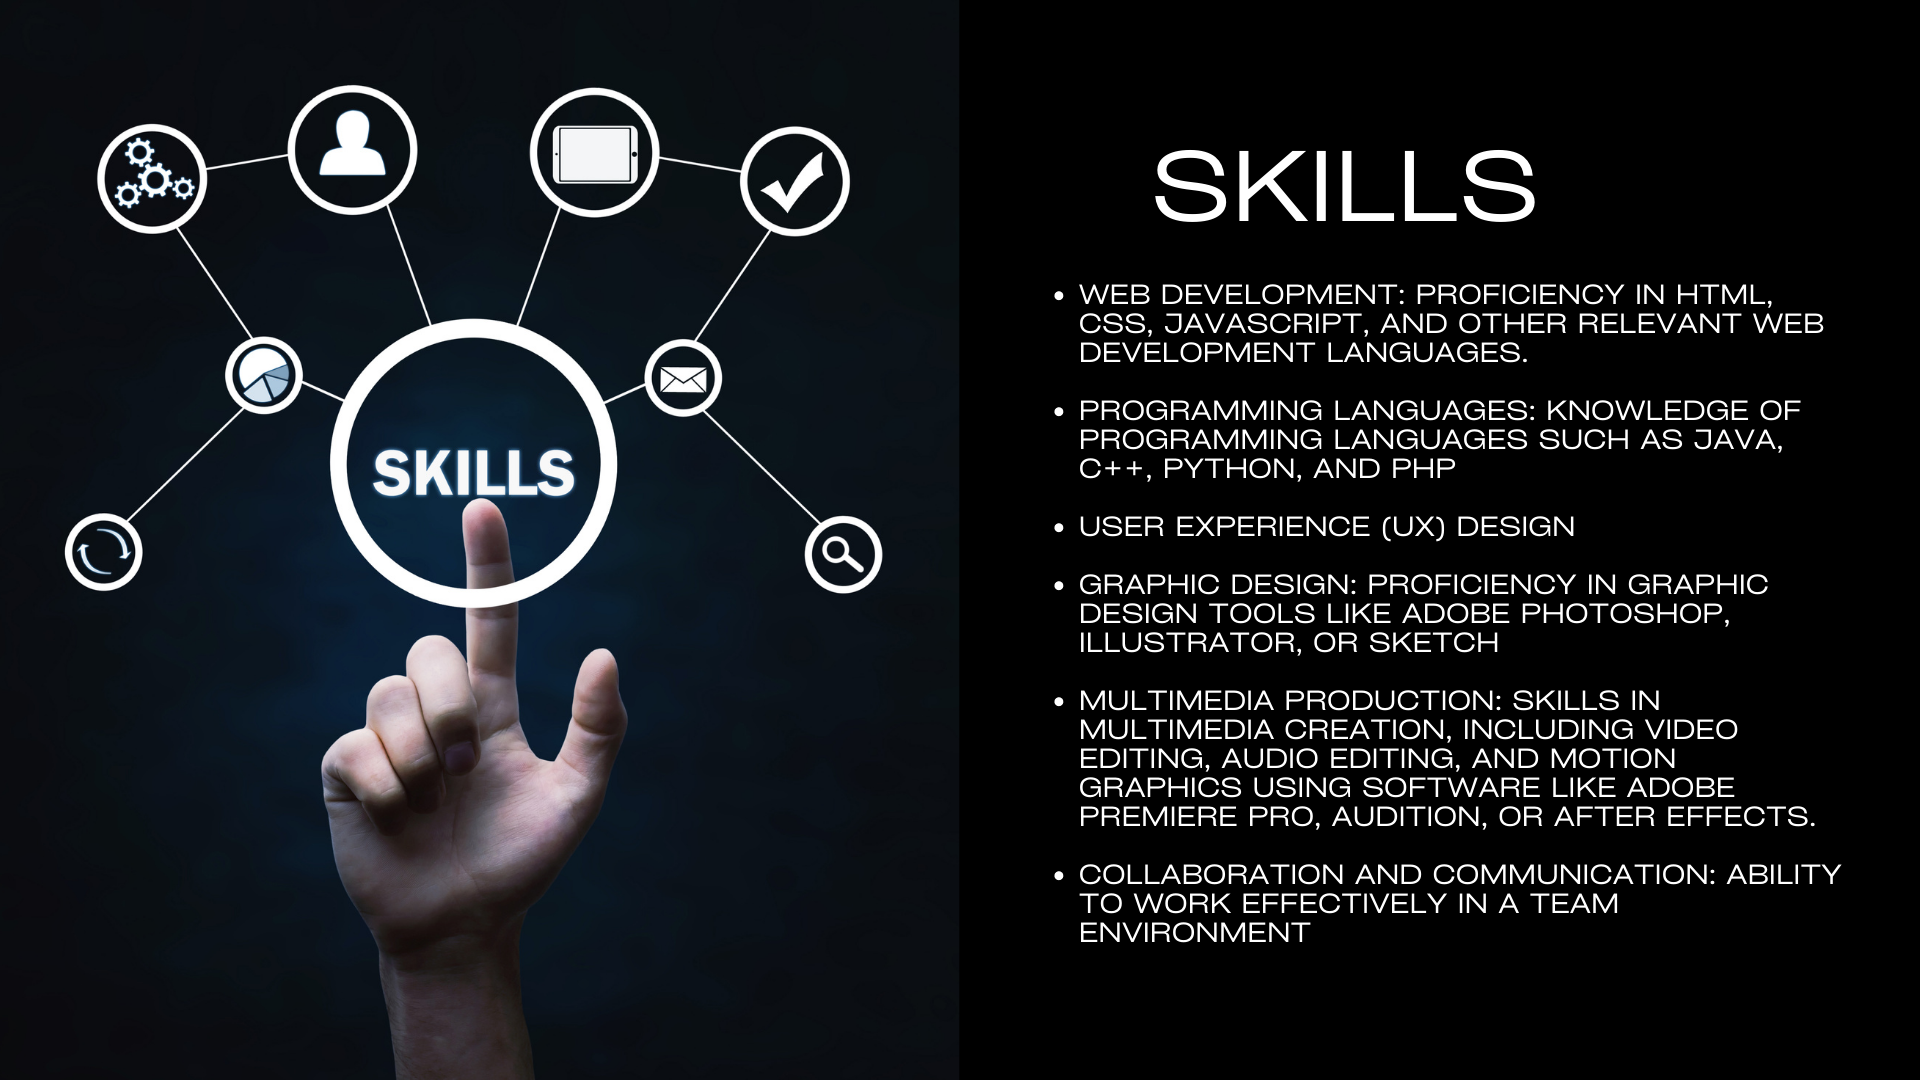 SKILLS
SKILLS
• WEB DEVELOPMENT: PROFICIENCY IN HTML,
CSS, JAVASCRIPT, AND OTHER RELEVANT WEB
DEVELOPMENT LANGUAGES.
• PROGRAMMING LANGUAGES: KNOWLEDGE OF
PROGRAMMING LANGUAGES SUCH AS JAVA,
C++, PYTHON, AND PHP
• USER EXPERIENCE (UX) DESIGN
• GRAPHIC DESIGN: PROFICIENCY IN GRAPHIC
DESIGN TOOLS LIKE ADOBE PHOTOSHOP,
ILLUSTRATOR, OR SKETCH
• MULTIMEDIA PRODUCTION: SKILLS IN
MULTIMEDIA CREATION, INCLUDING VIDEO
EDITING, AUDIO EDITING, AND MOTION
GRAPHICS USING SOFTWARE LIKE ADOBE
PREMIERE PRO, AUDITION, OR AFTER EFFECTS.
• COLLABORATION AND COMMUNICATION: ABILITY
TO WORK EFFECTIVELY IN A TEAM
ENVIRONMENT